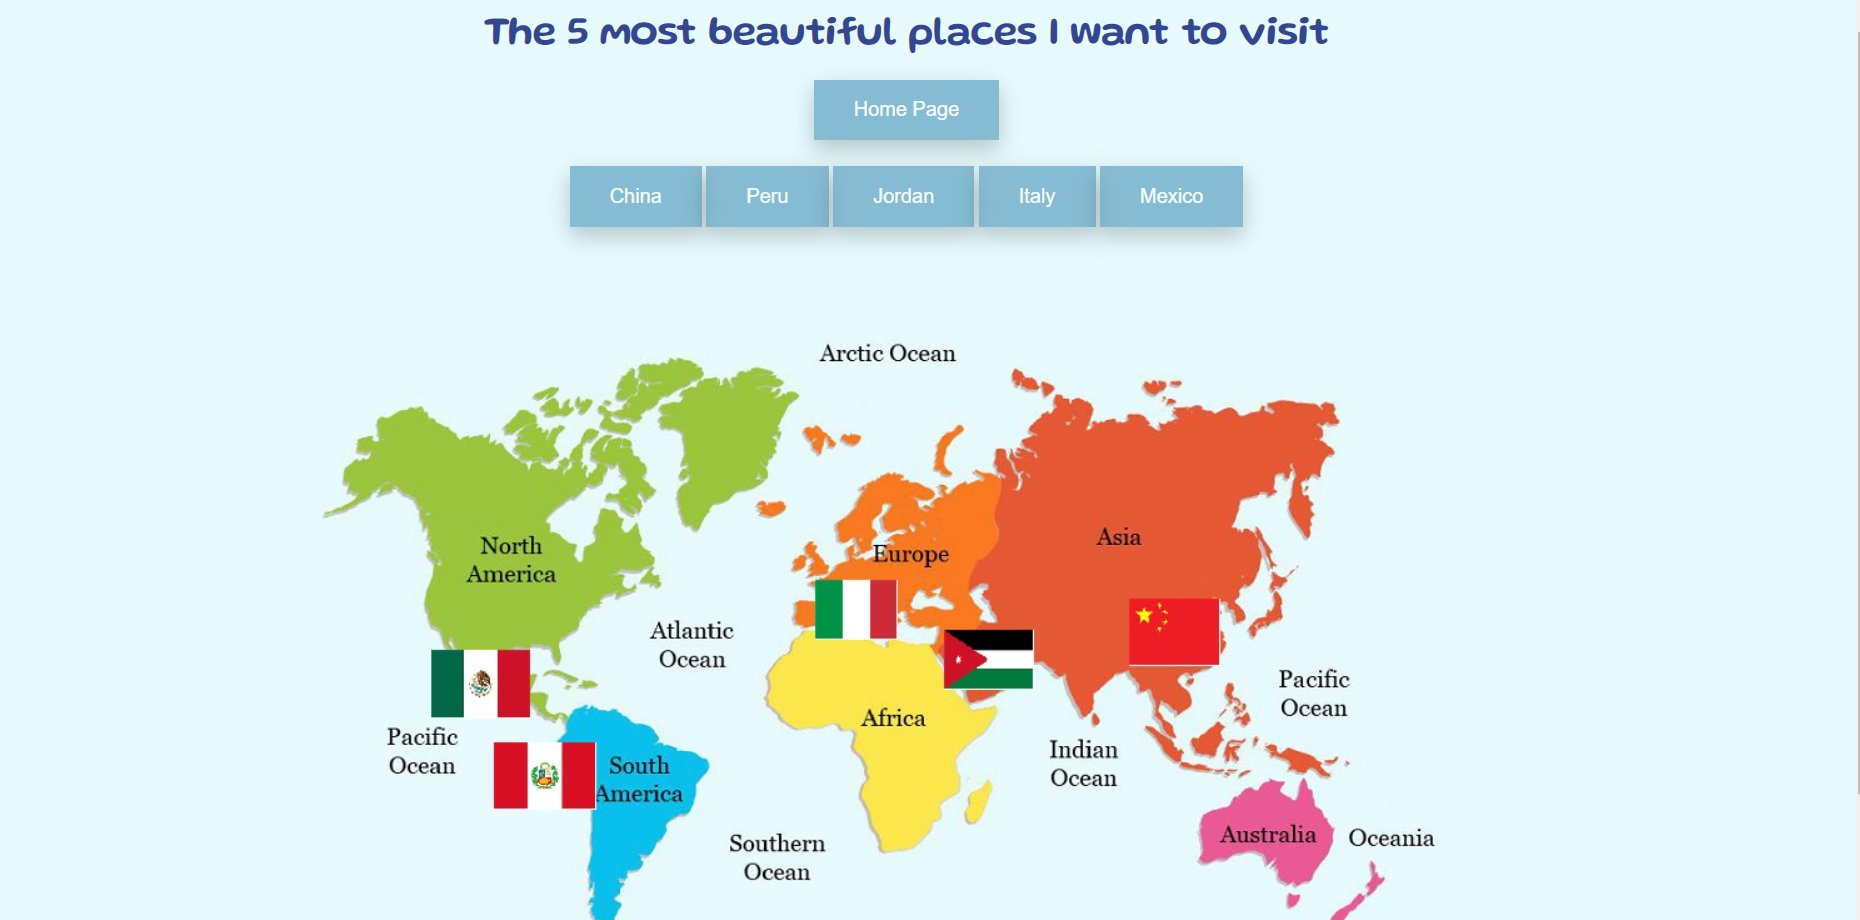 The 5 most beautiful places I want to visit
Home Page
China
Peru
Jordan
Italy
Mexico
Arctic Ocean
North
America
Europe
Asia
Atlantic
Ocean
Pacific
Ocean
Africa
Pacific
Ocean
South
America
Indian
Ocean
Southern
Ocean
Australia
Oceania